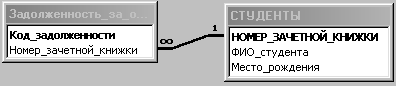 Задолженность_за_о...
Код_задолженности
Номер_зачетной_книжки
∞
1
СТУДЕНТЫ
НОМЕР_ЗАЧЕТНОЙ_КНИЖКИ
ФИО_студента
Место_рождения